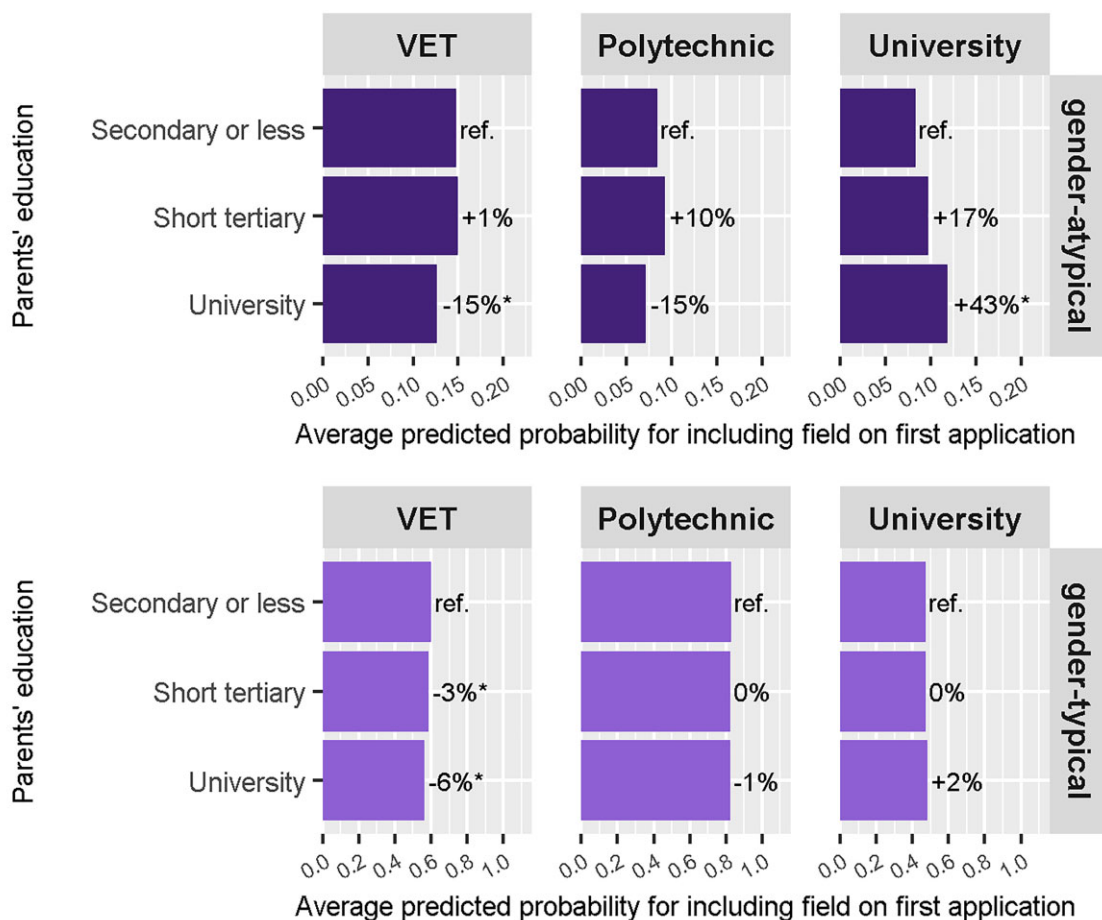 VET Polytechnic University
Parents' education
Secondary or less
ref. ref. ref.
Short tertiary
+1% +10% +17%
University
-15%* -15% +43%*
gender-atypical
0.00 0.05 0.10 0.15 0.20 0.00 0.05 0.10 0.15 0.20 0.00 0.05 0.10 0.15 0.20
Average predicted probability for including field on first application
VET Polytechnic University
Parents' education
Secondary or less
ref. ref. ref.
Short tertiary
-3%* 0% 0%
University
-6%* -1% +2%
gender-typical
0.0 0.2 0.4 0.6 0.8 1.0 0.0 0.2 0.4 0.6 0.8 1.0 0.0 0.2 0.4 0.6 0.8 1.0
Average predicted probability for including field on first application